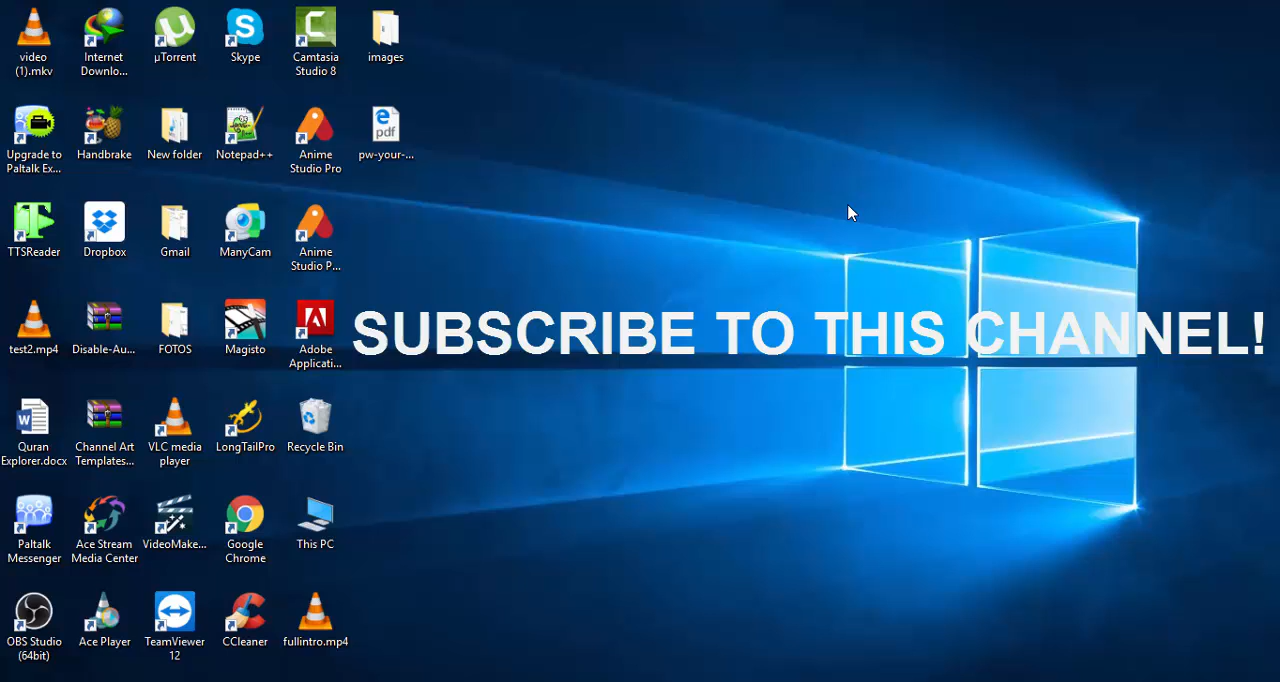 video
(1).mkv
Internet
Downlo...
µTorrent
Skype
Camtasia
Studio 8
images
Upgrade to
Paltalk Ex...
Handbrake
New folder
Notepad++
Anime
Studio Pro
pdf
pw-your-...
TTSReader
Dropbox
Gmail
ManyCam
Anime
Studio P...
test2.mp4
Disable-Au...
FOTOS
Magisto
Adobe
Applicati...
SUBSCRIBE TO THIS CHANNEL!
Quran
Explorer.docx
Channel Art
Templates...
VLC media
player
LongTailPro
Recycle Bin
Paltalk
Messenger
Ace Stream
Media Center
VideoMake...
Google
Chrome
This PC
OBS Studio
(64bit)
Ace Player
TeamViewer
12
CCleaner
fullintro.mp4